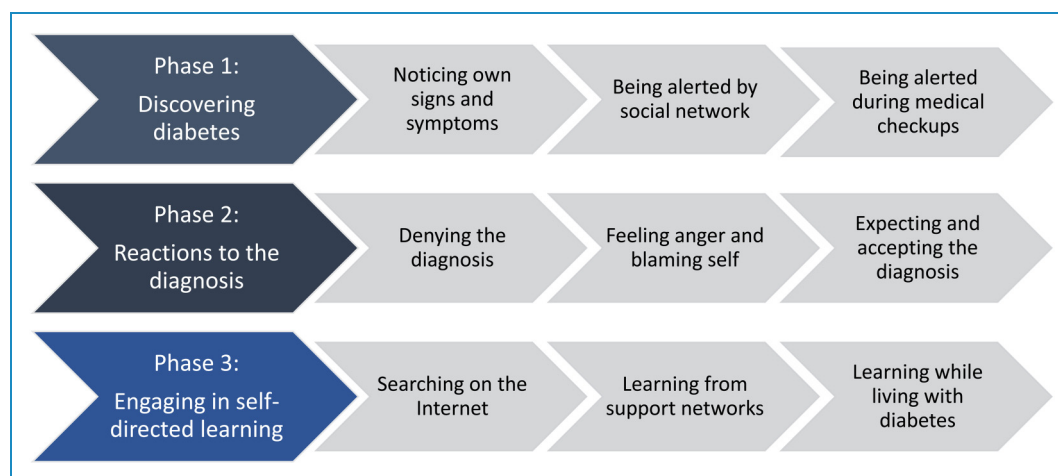 Phase 1:
Discovering
diabetes
Noticing own
signs and
symptoms
Being alerted by
social network
Being alerted
during medical
checkups
Phase 2:
Reactions to the
diagnosis
Denying the
diagnosis
Feeling anger and
blaming self
Expecting and
accepting the
diagnosis
Phase 3:
Engaging in self-
directed learning
Searching on the
Internet
Learning from
support networks
Learning while
living with
diabetes